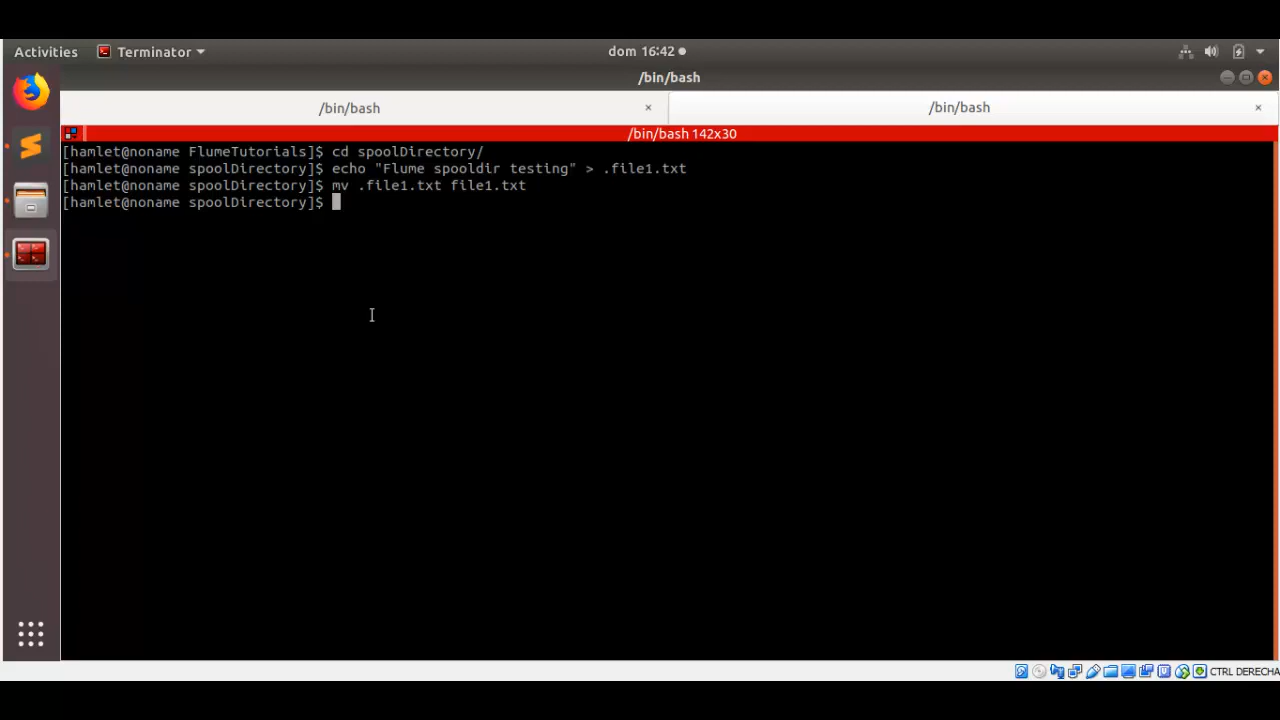 Activities Terminator dom 16:42
/bin/bash
/bin/bash × /bin/bash ×
/bin/bash 142x30
[hamlet@noname FlumeTutorials]$ cd spoolDirectory/
[hamlet@noname spoolDirectory]$ echo "Flume spooldir testing" > .file1.txt
[hamlet@noname spoolDirectory]$ mv .file1.txt file1.txt
[hamlet@noname spoolDirectory]$
CTRL DERECHA